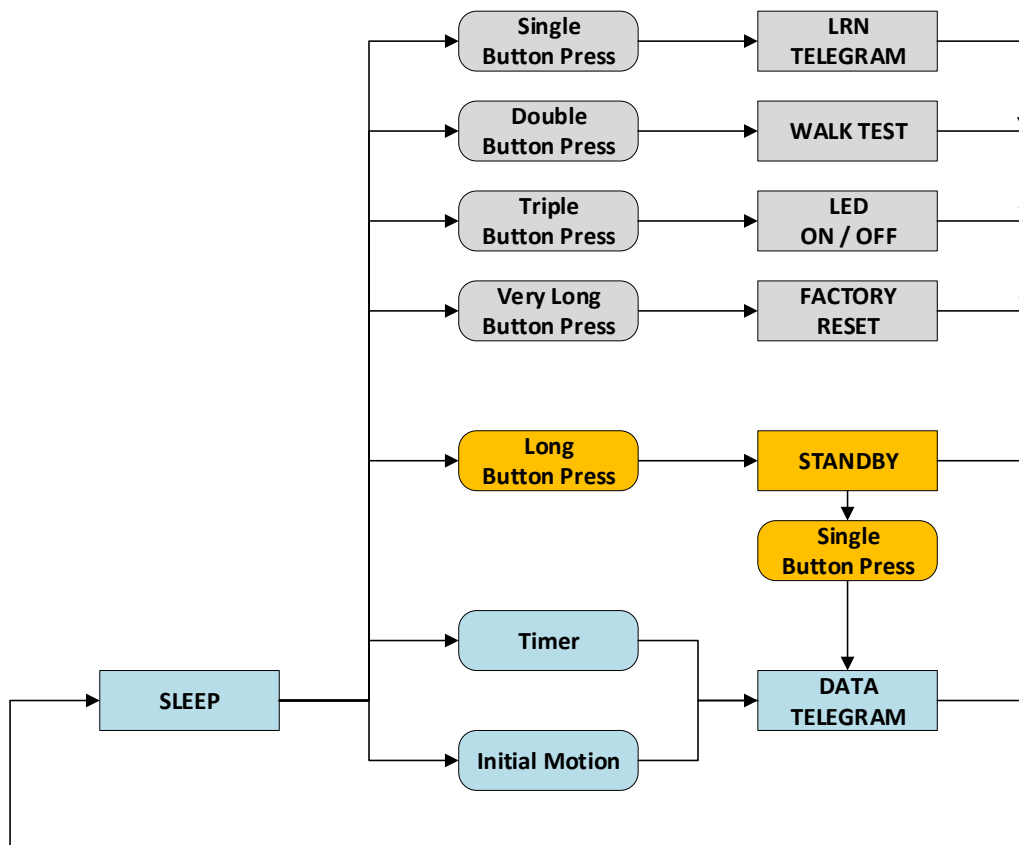 Single
Button Press
LRN
TELEGRAM
Double
Button Press
WALK TEST
Triple
Button Press
LED
ON / OFF
Very Long
Button Press
FACTORY
RESET
Long
Button Press
STANDBY
Single
Button Press
Timer
SLEEP
DATA
TELEGRAM
Initial Motion